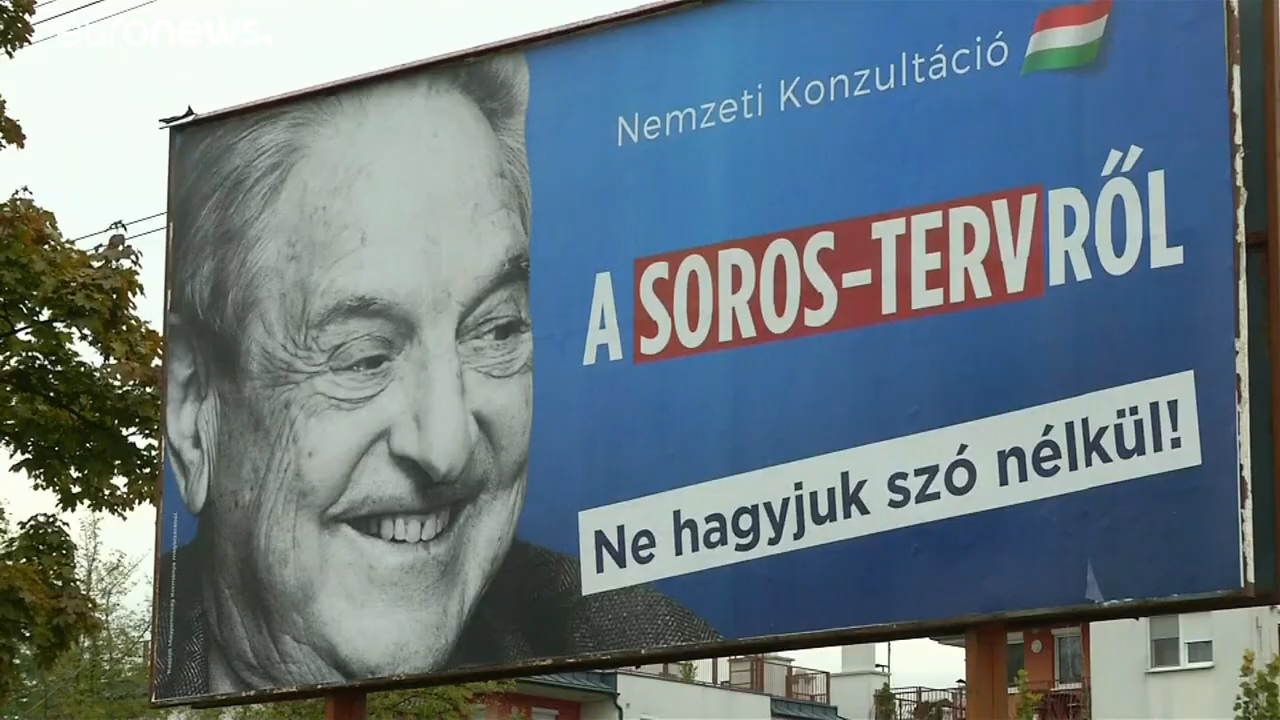 euronews.
Nemzeti Konzultáció
A SOROS-TERVRŐL
Ne hagyjuk szó nélkül!